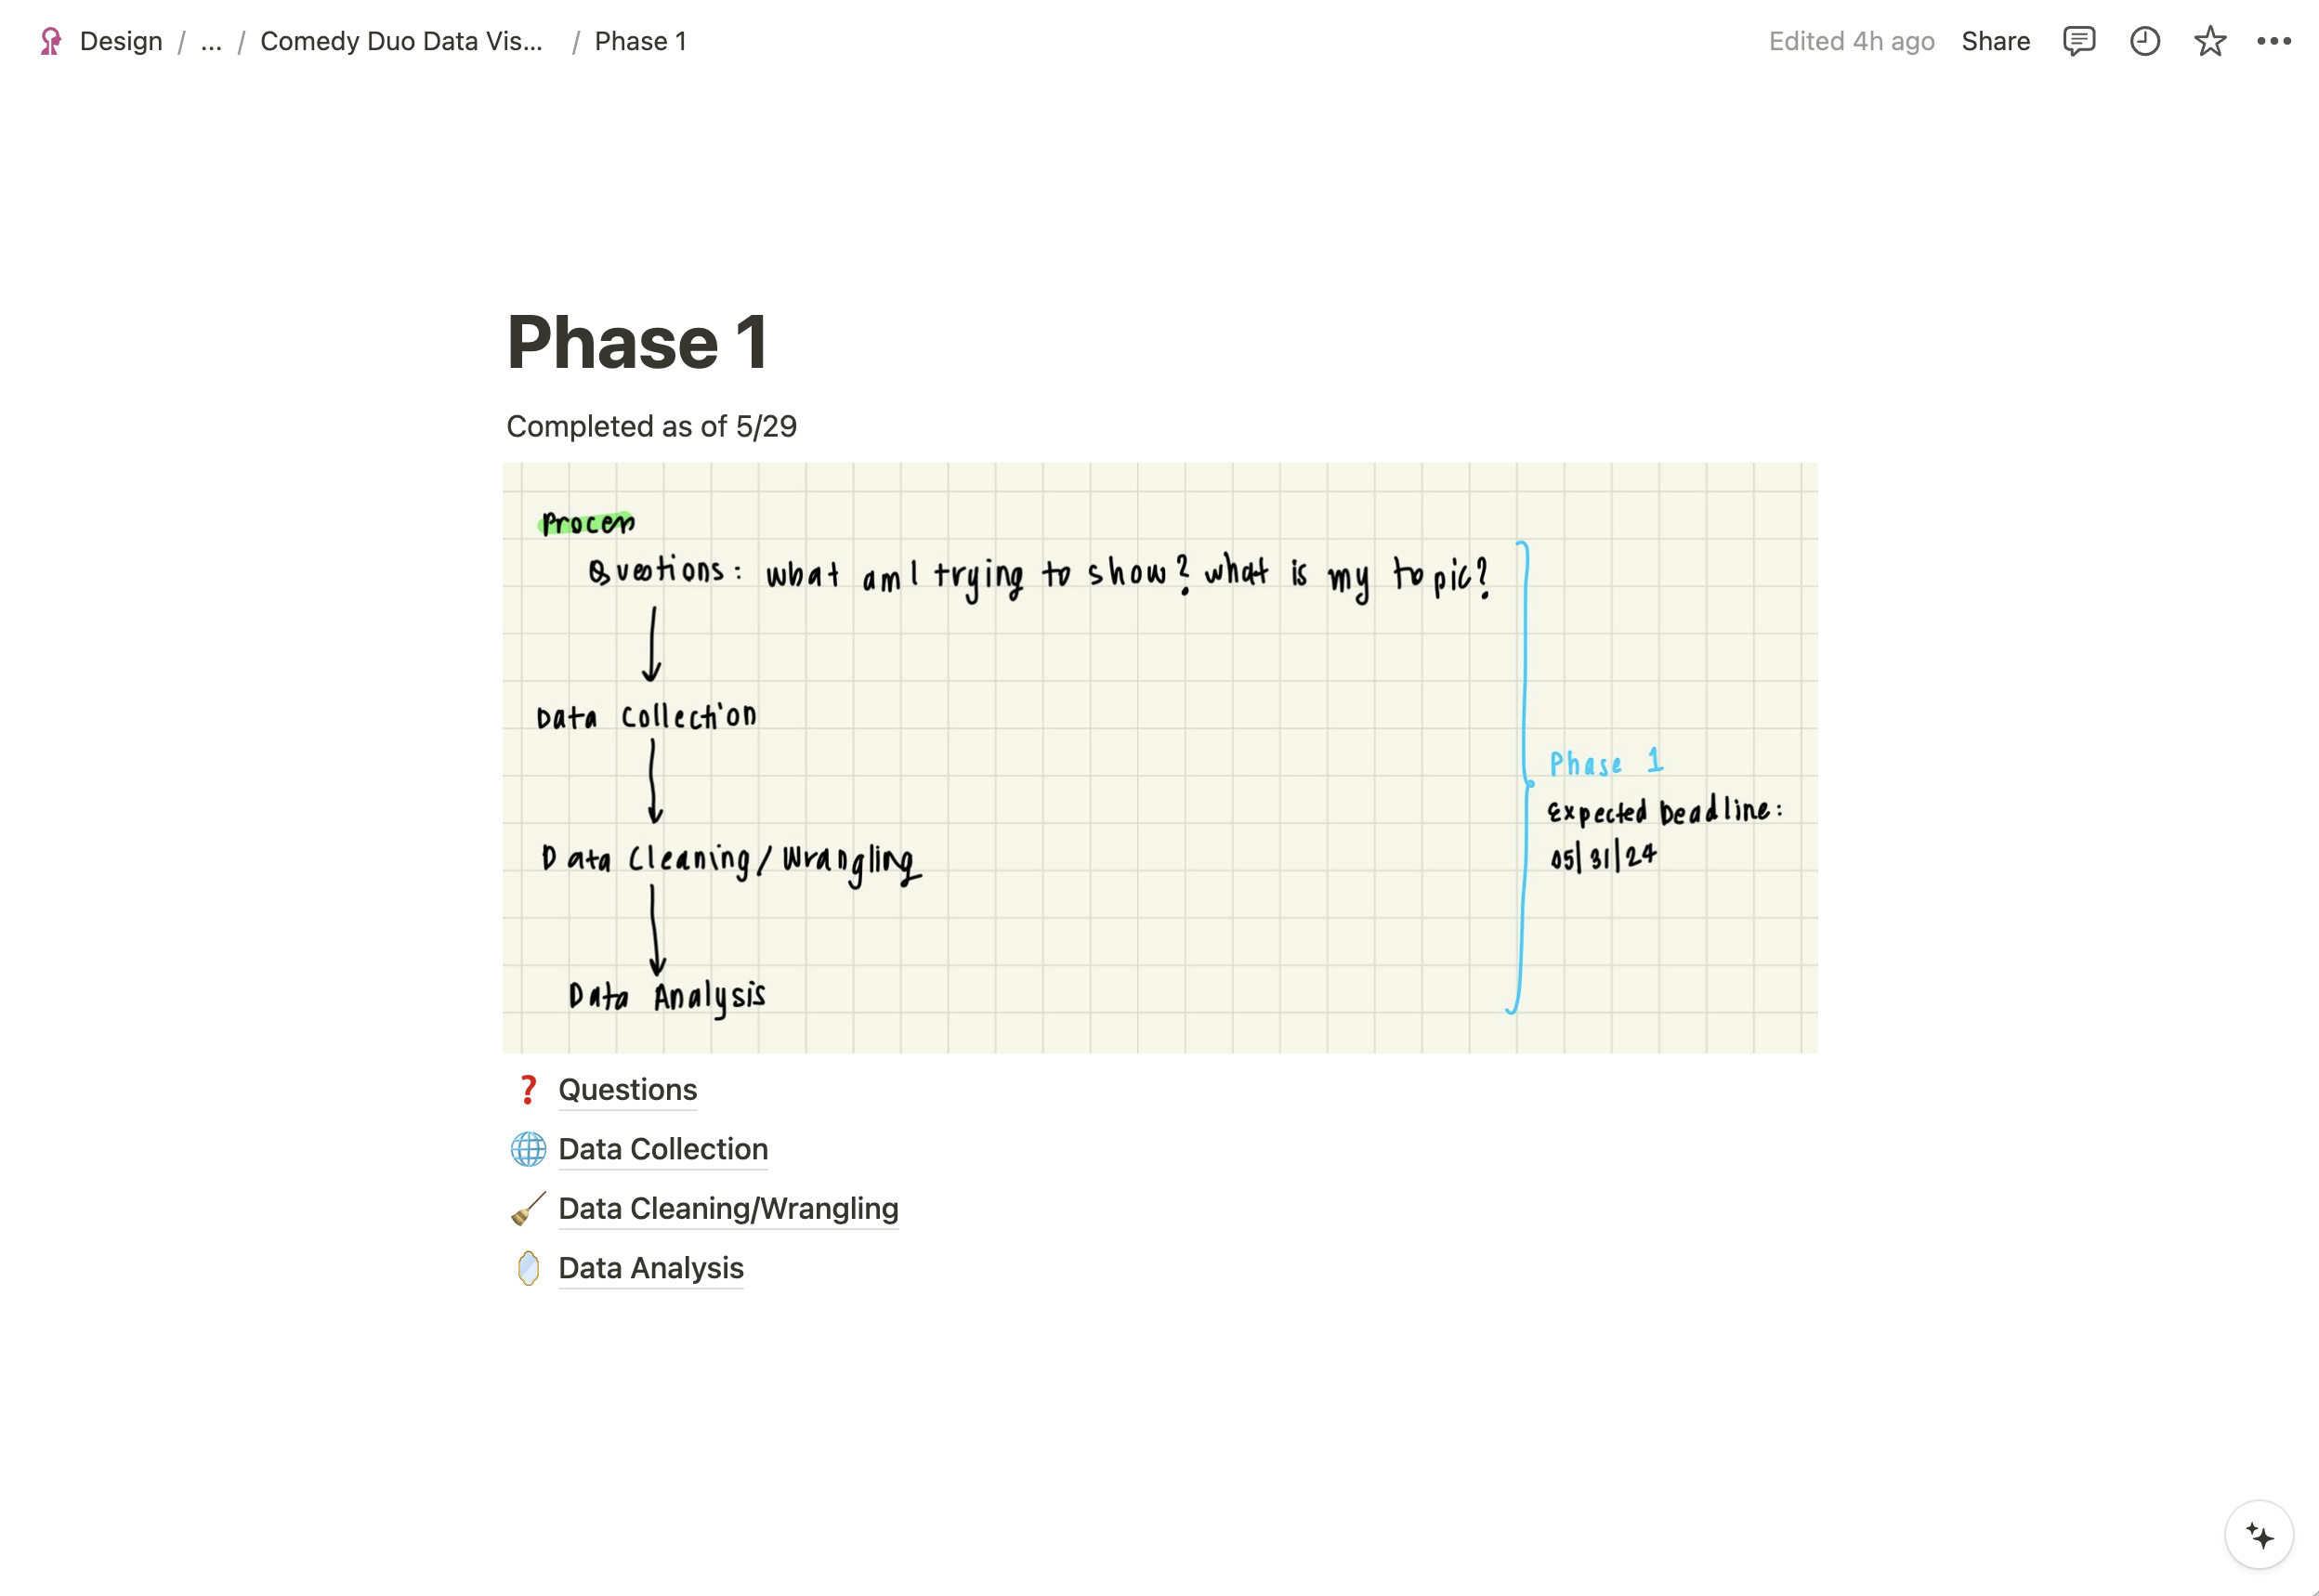 Design / ... / Comedy Duo Data Vis... / Phase 1
Edited 4h ago Share
Phase 1
Completed as of 5/29
Process
Questions: what am I trying to show? what is my topic?
Data Collection
Phase 1
Expected Deadline:
05|31|24
Data Cleaning/Wrangling
Data Analysis
Questions
Data Collection
Data Cleaning/Wrangling
Data Analysis